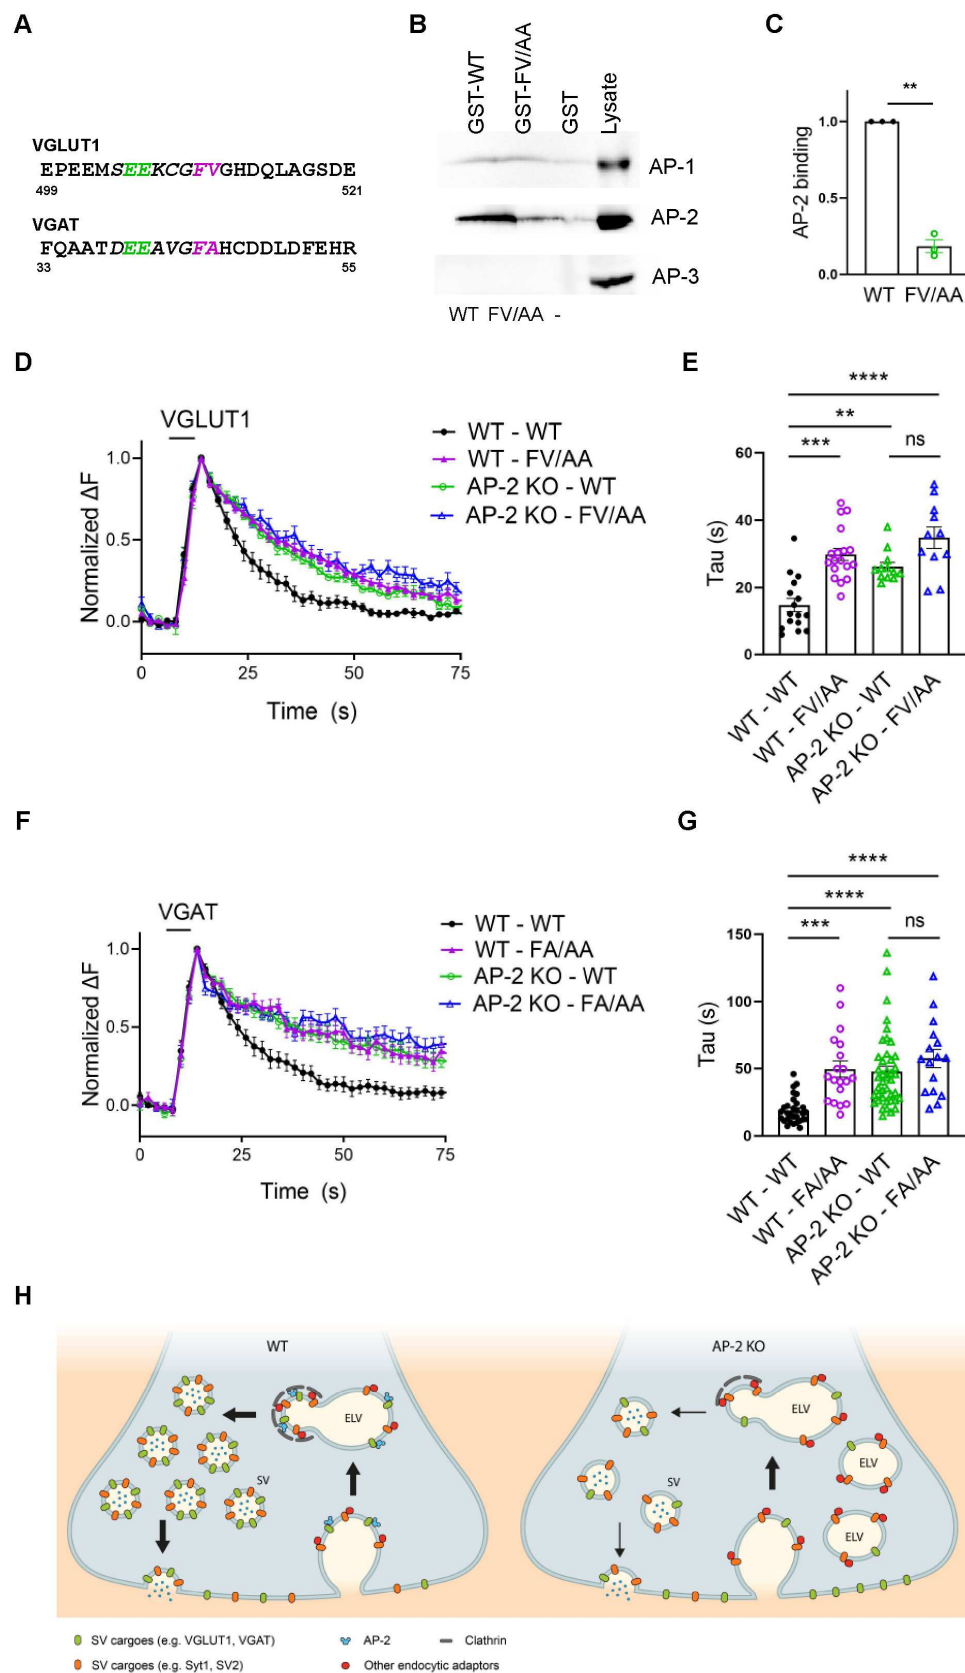 A
VGLUT1
EPEEMSEEKCGFVGHDQLAGSDE
499 521
VGAT
FQAATDEEAVGFAHCDDLDFEHR
33 55
B
GST-WT
GST-FV/AA
GST
Lysate
AP-1
AP-2
AP-3
WT FV/AA -
C
**
AP-2 binding
1.0
0.5
0.0
WT FV/AA
D
VGLUT1
WT - WT
WT - FV/AA
AP-2 KO - WT
AP-2 KO - FV/AA
Normalized ΔF
1.0
0.5
0.0
0 25 50 75
Time (s)
E
****
**
*** ns
Tau (s)
60
40
20
0
WT - WT
WT - FV/AA
AP-2 KO - WT
AP-2 KO - FV/AA
F
VGAT
WT - WT
WT - FA/AA
AP-2 KO - WT
AP-2 KO - FA/AA
Normalized ΔF
1.0
0.5
0.0
0 25 50 75
Time (s)
G
****
****
*** ns
Tau (s)
150
100
50
0
WT - WT
WT - FA/AA
AP-2 KO - WT
AP-2 KO - FA/AA
H
WT
ELV
SV
AP-2 KO
ELV
ELV
SV
ELV
SV cargoes (e.g. VGLUT1, VGAT)
AP-2
Clathrin
SV cargoes (e.g. Syt1, SV2)
Other endocytic adaptors